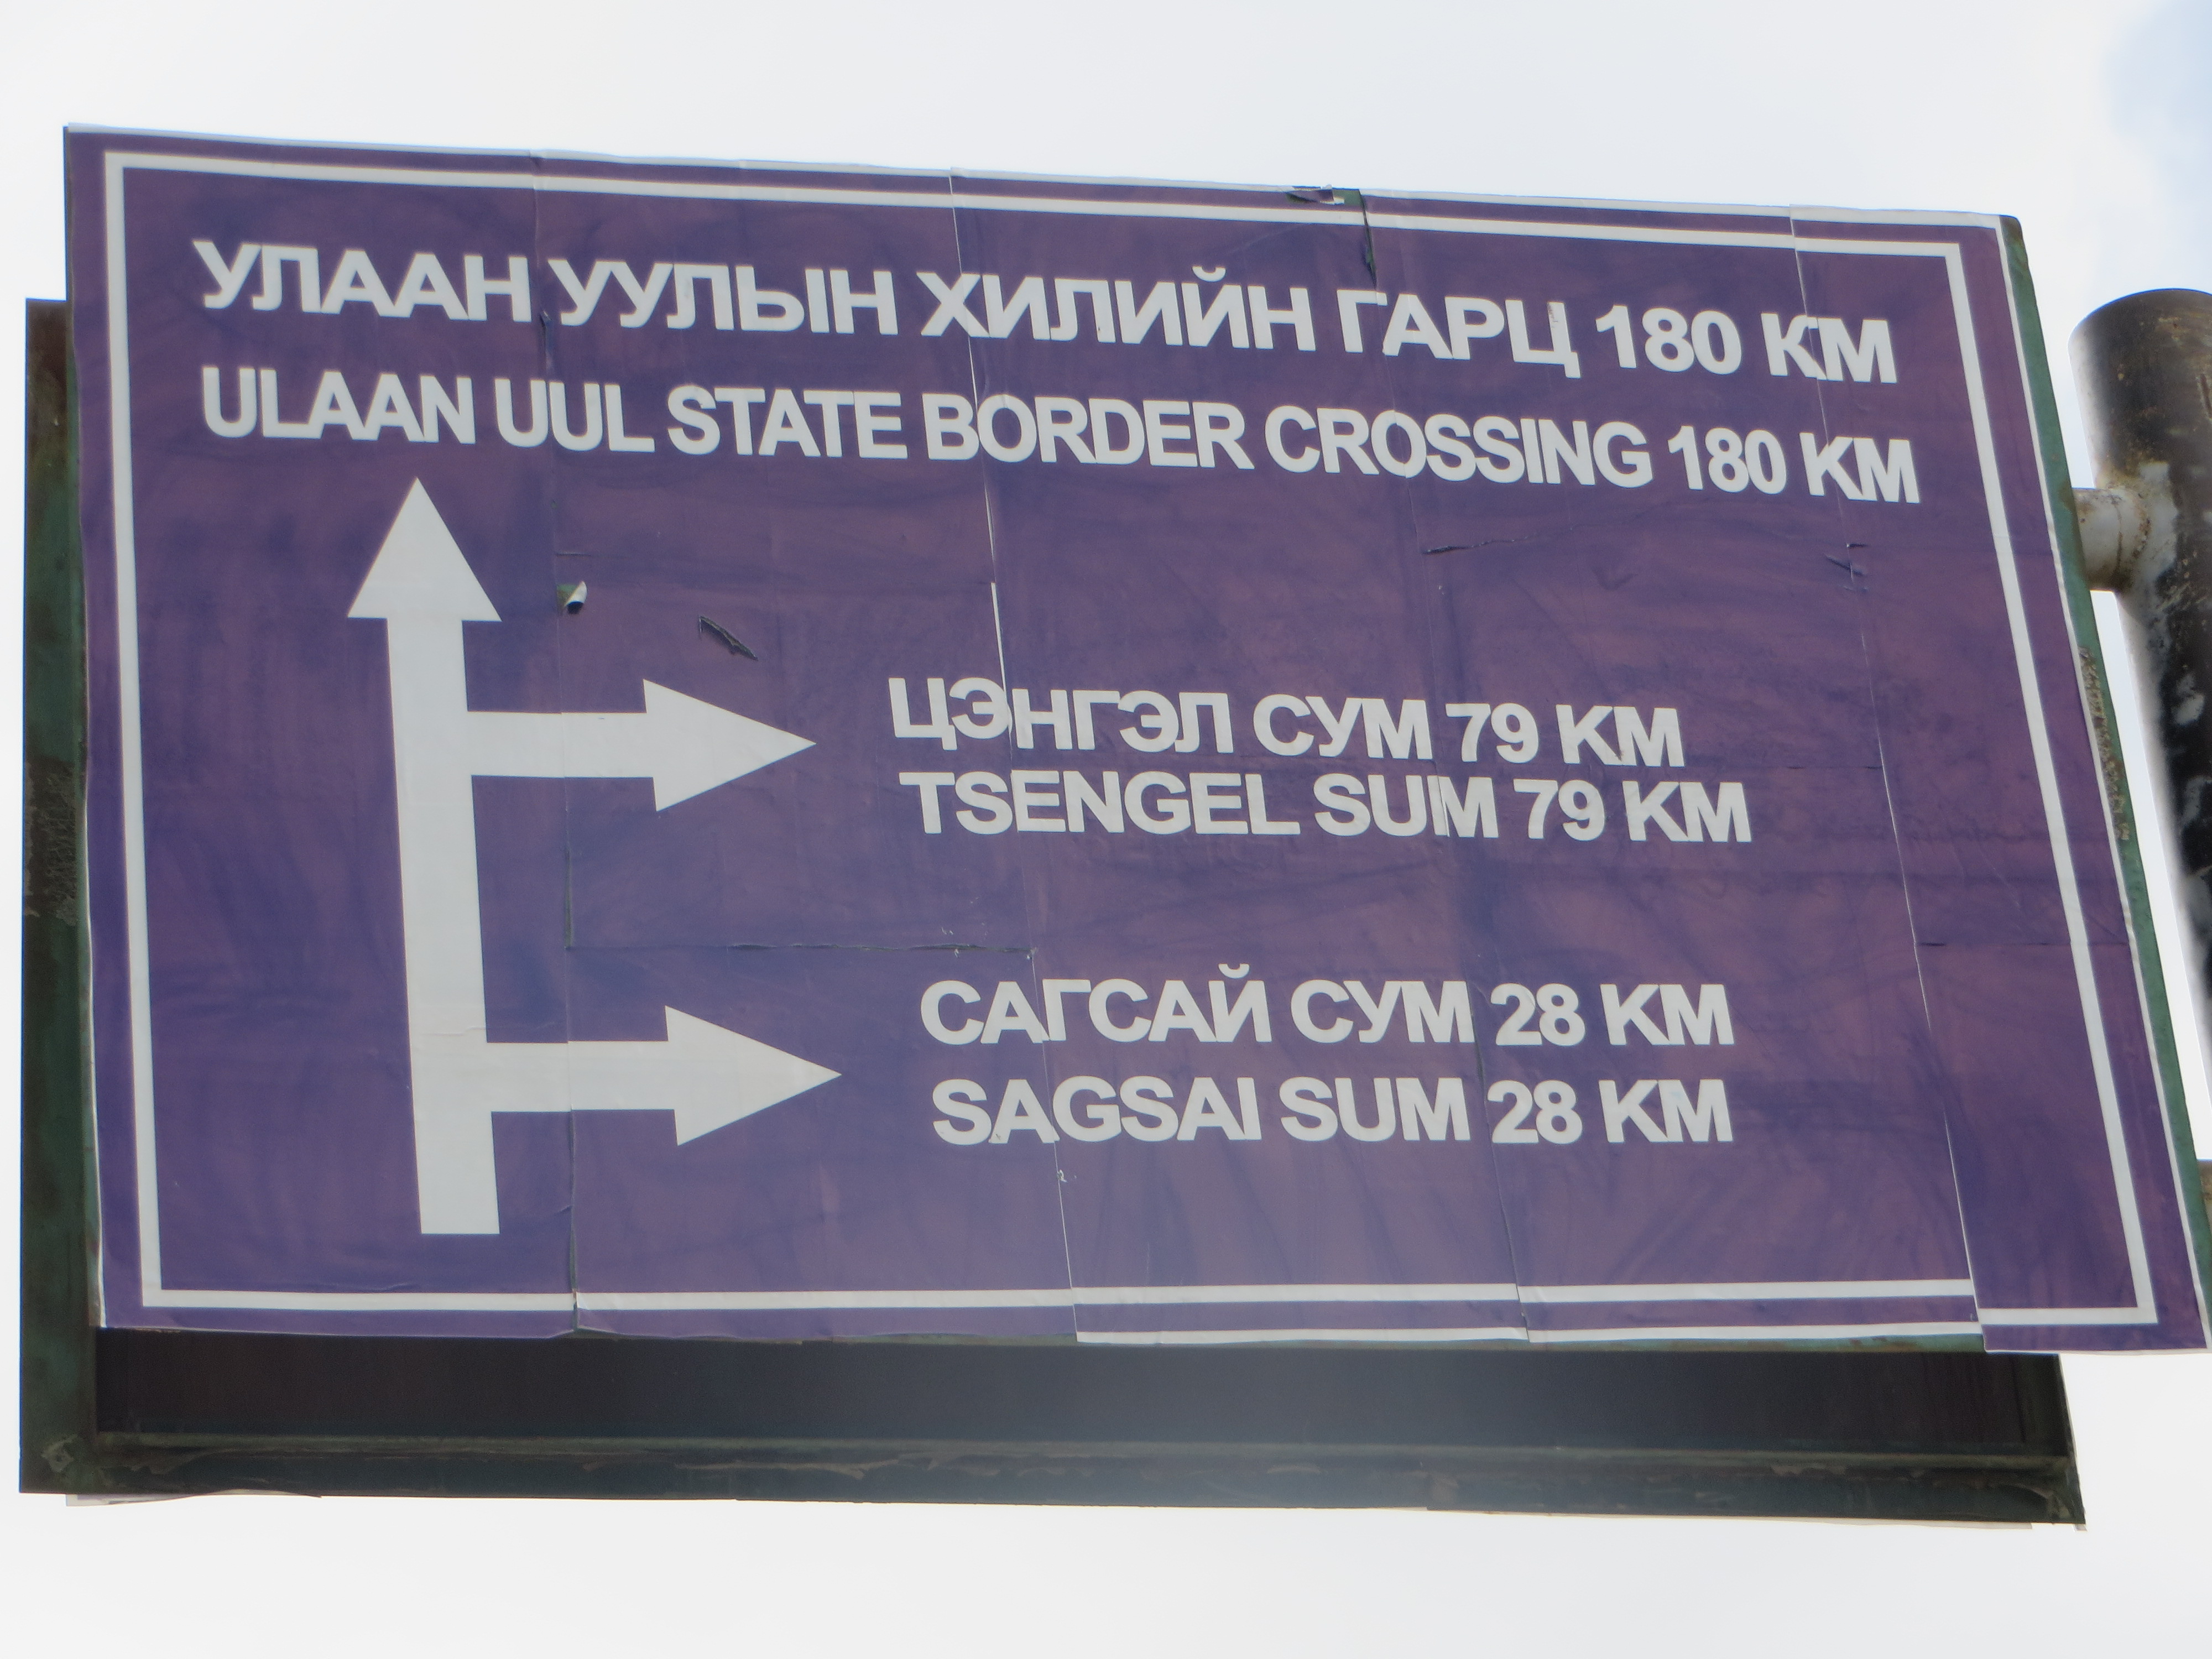 УЛААН УУЛЫН ХИЛИЙН ГАРЦ 180 КМ
ULAAN UUL STATE BORDER CROSSING 180 KM
ЦЭНГЭЛ СУМ 79 КМ
TSENGEL SUM 79 KM
САГСАЙ СУМ 28 КМ
SAGSAI SUM 28 KM